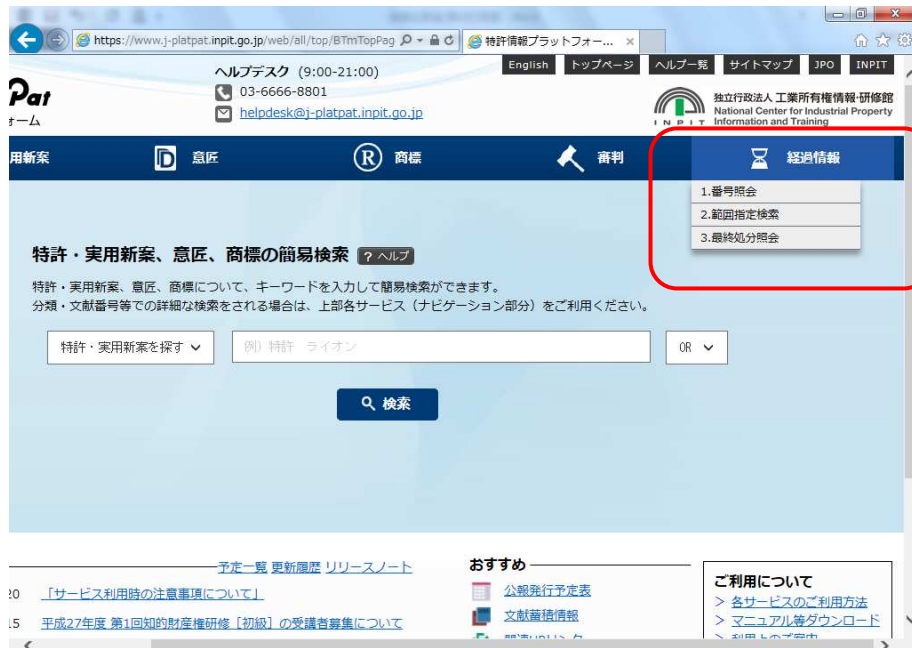 https://www.j-platpat.inpit.go.jp/web/all/top/BTmTopPag
特許情報プラットフォー...
English トップページ ヘルプ一覧 サイトマップ JPO INPIT
Pat
ォーム
ヘルプデスク (9:00-21:00)
03-6666-8801
helpdesk@j-platpat.inpit.go.jp
INPIT
独立行政法人 工業所有権情報・研修館
National Center for Industrial Property
Information and Training
用新案 意匠 商標 審判 経過情報
1.番号照会
2.範囲指定検索
3.最終処分照会
特許・実用新案、意匠、商標の簡易検索 ? ヘルプ
特許・実用新案、意匠、商標について、キーワードを入力して簡易検索ができます。
分類・文献番号等での詳細な検索をされる場合は、上部各サービス（ナビゲーション部分）をご利用ください。
特許・実用新案を探す 例) 特許 ライオン OR
検索
予定一覧 更新履歴 リリースノート
20 「サービス利用時の注意事項について」
15 平成27年度 第1回知的財産権研修［初級］の受講者募集について
おすすめ
公報発行予定表
文献蓄積情報
ご利用について
> 各サービスのご利用方法
> マニュアル等ダウンロード